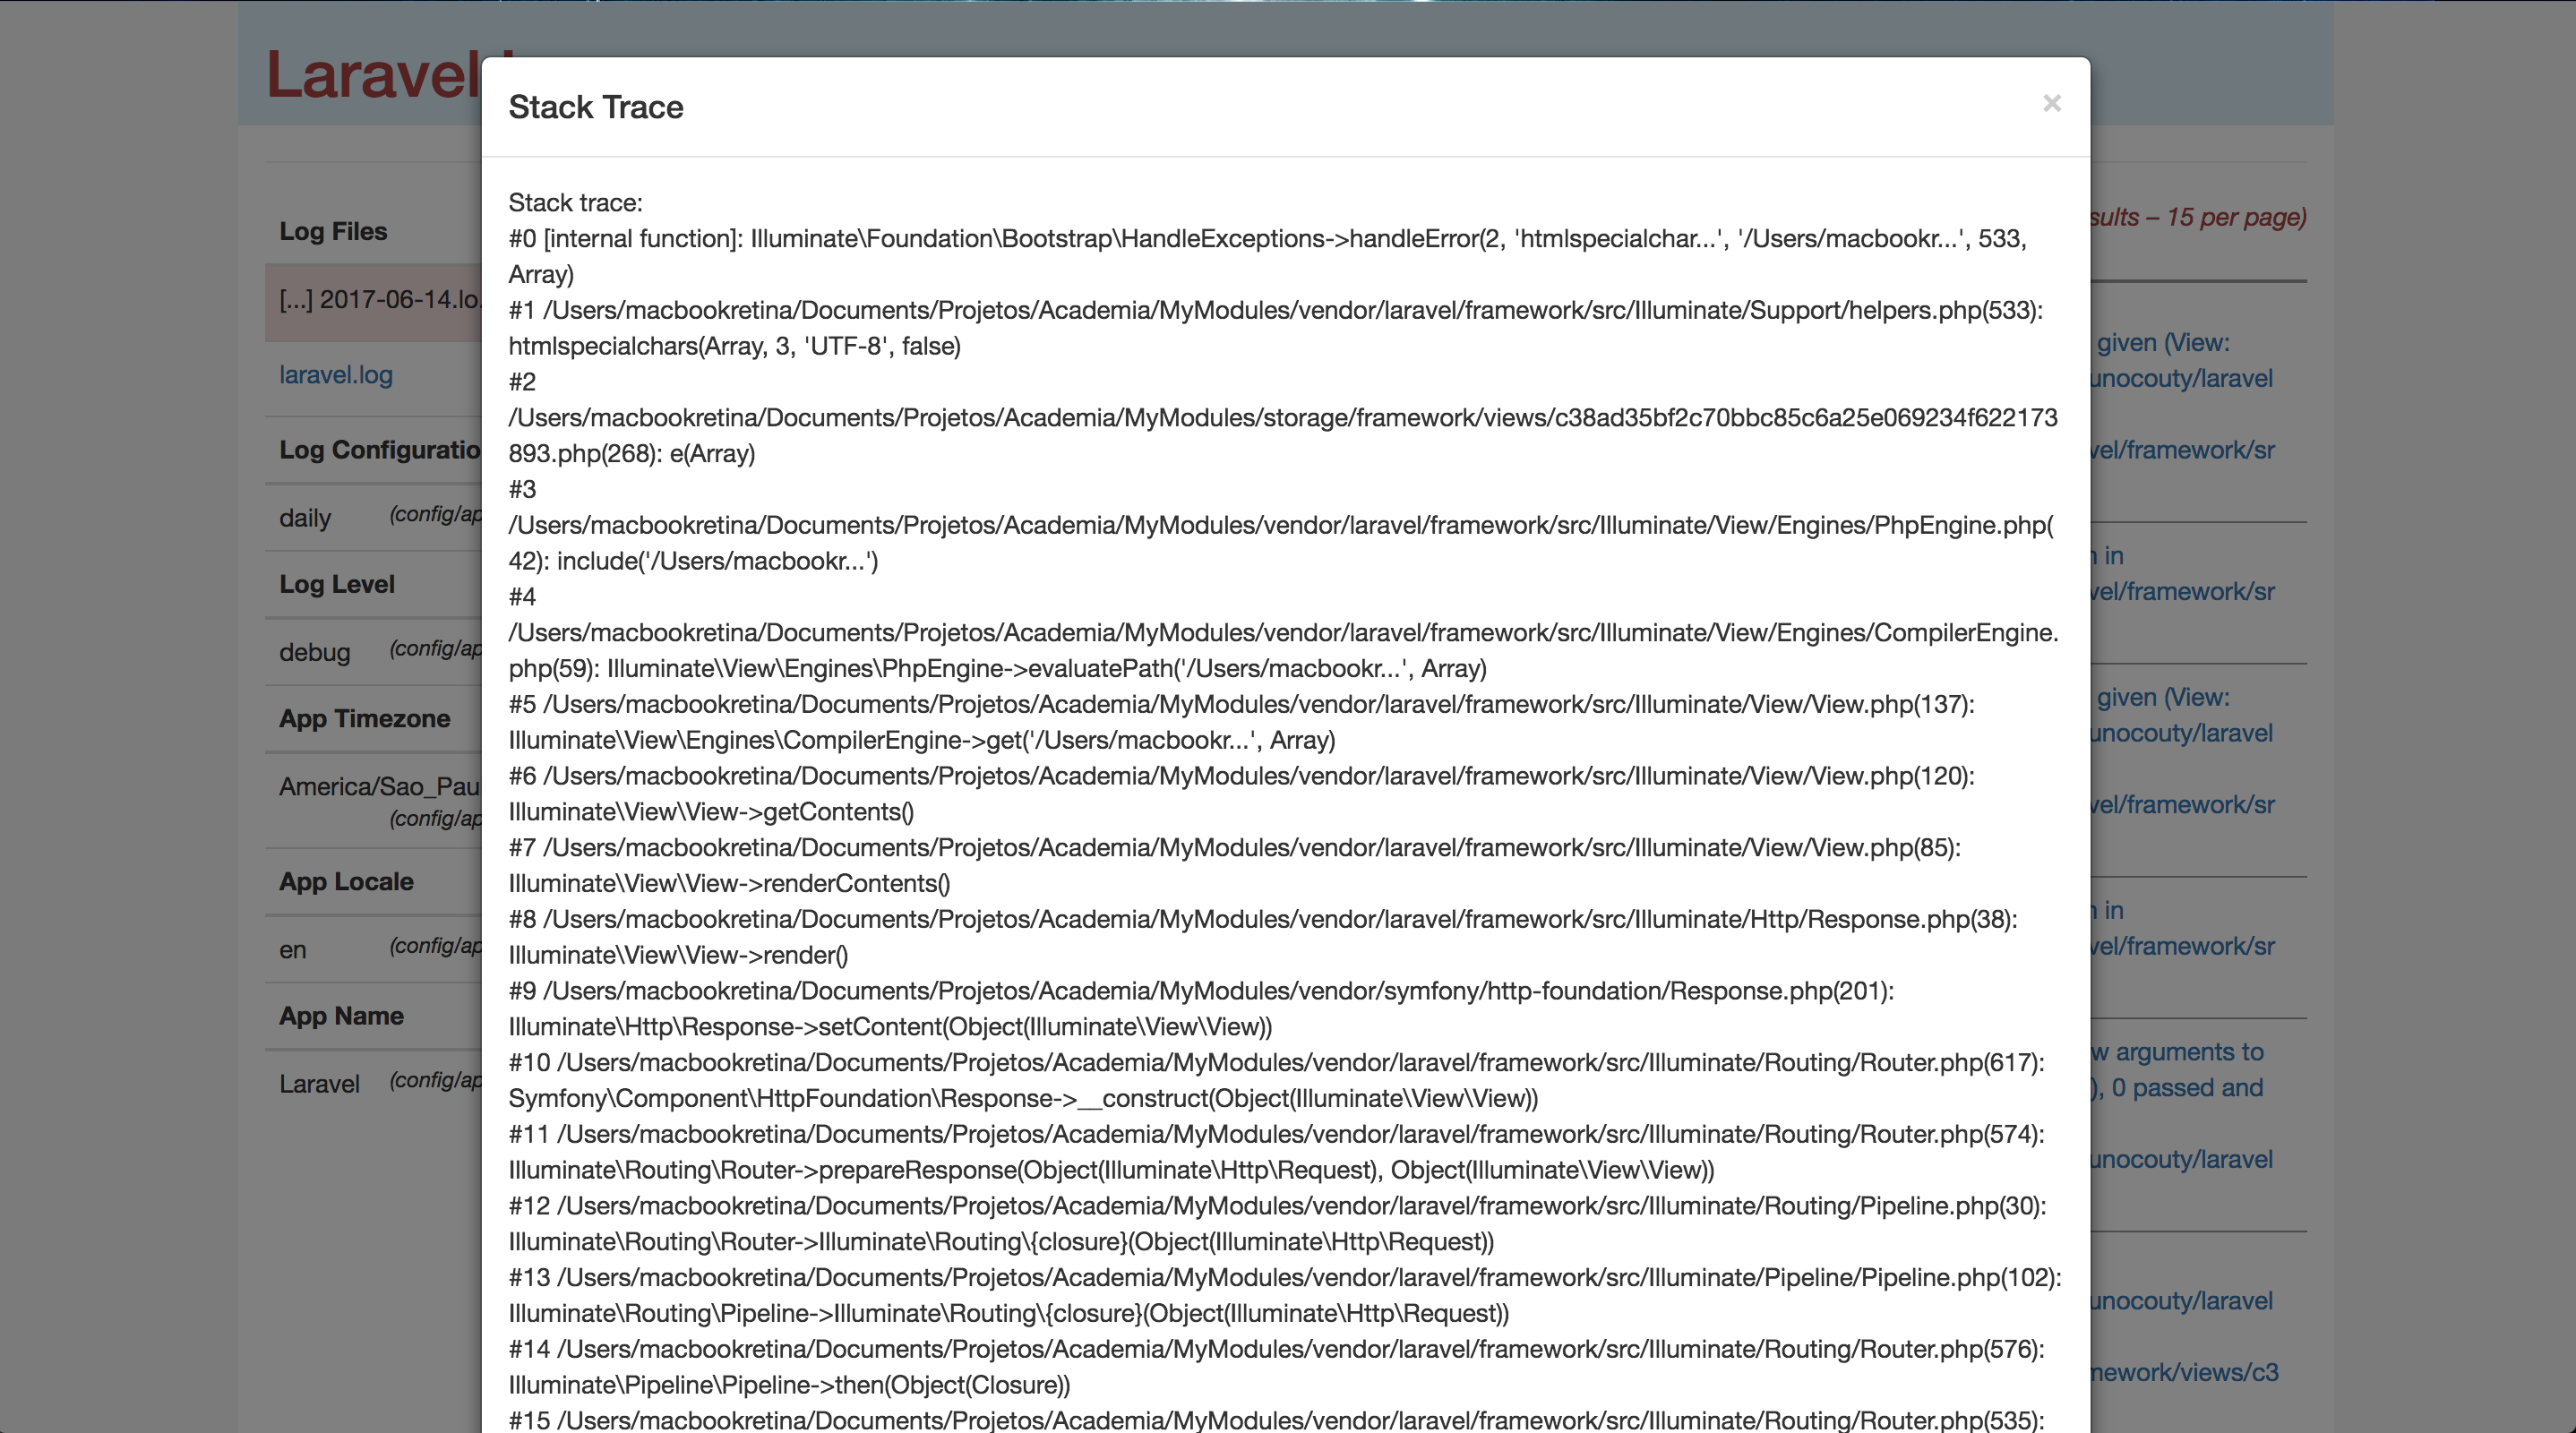 Laravel
Log Files
[...] 2017-06-14.lo
laravel.log
Log Configuratio
daily (config/ap
Log Level
debug (config/ap
App Timezone
America/Sao_Pau
(config/ap
App Locale
en (config/ap
App Name
Laravel (config/ap
Stack Trace
×
Stack trace:
#0 [internal function]: Illuminate\Foundation\Bootstrap\HandleExceptions->handleError(2, 'htmlspecialchar...', '/Users/macbookr...', 533,
Array)
#1 /Users/macbookretina/Documents/Projetos/Academia/MyModules/vendor/laravel/framework/src/Illuminate/Support/helpers.php(533):
htmlspecialchars(Array, 3, 'UTF-8', false)
#2
/Users/macbookretina/Documents/Projetos/Academia/MyModules/storage/framework/views/c38ad35bf2c70bbc85c6a25e069234f622173
893.php(268): e(Array)
#3
/Users/macbookretina/Documents/Projetos/Academia/MyModules/vendor/laravel/framework/src/Illuminate/View/Engines/PhpEngine.php(
42): include('/Users/macbookr...')
#4
/Users/macbookretina/Documents/Projetos/Academia/MyModules/vendor/laravel/framework/src/Illuminate/View/Engines/CompilerEngine.
php(59): Illuminate\View\Engines\PhpEngine->evaluatePath('/Users/macbookr...', Array)
#5 /Users/macbookretina/Documents/Projetos/Academia/MyModules/vendor/laravel/framework/src/Illuminate/View/View.php(137):
Illuminate\View\Engines\CompilerEngine->get('/Users/macbookr...', Array)
#6 /Users/macbookretina/Documents/Projetos/Academia/MyModules/vendor/laravel/framework/src/Illuminate/View/View.php(120):
Illuminate\View\View->getContents()
#7 /Users/macbookretina/Documents/Projetos/Academia/MyModules/vendor/laravel/framework/src/Illuminate/View/View.php(85):
Illuminate\View\View->renderContents()
#8 /Users/macbookretina/Documents/Projetos/Academia/MyModules/vendor/laravel/framework/src/Illuminate/Http/Response.php(38):
Illuminate\View\View->render()
#9 /Users/macbookretina/Documents/Projetos/Academia/MyModules/vendor/symfony/http-foundation/Response.php(201):
Illuminate\Http\Response->setContent(Object(Illuminate\View\View))
#10 /Users/macbookretina/Documents/Projetos/Academia/MyModules/vendor/laravel/framework/src/Illuminate/Routing/Router.php(617):
Symfony\Component\HttpFoundation\Response->__construct(Object(Illuminate\View\View))
#11 /Users/macbookretina/Documents/Projetos/Academia/MyModules/vendor/laravel/framework/src/Illuminate/Routing/Router.php(574):
Illuminate\Routing\Router->prepareResponse(Object(Illuminate\Http\Request), Object(Illuminate\View\View))
#12 /Users/macbookretina/Documents/Projetos/Academia/MyModules/vendor/laravel/framework/src/Illuminate/Routing/Pipeline.php(30):
Illuminate\Routing\Router->Illuminate\Routing\{closure}(Object(Illuminate\Http\Request))
#13 /Users/macbookretina/Documents/Projetos/Academia/MyModules/vendor/laravel/framework/src/Illuminate/Pipeline/Pipeline.php(102):
Illuminate\Routing\Pipeline->Illuminate\Routing\{closure}(Object(Illuminate\Http\Request))
#14 /Users/macbookretina/Documents/Projetos/Academia/MyModules/vendor/laravel/framework/src/Illuminate/Routing/Router.php(576):
Illuminate\Pipeline\Pipeline->then(Object(Closure))
#15 /Users/macbookretina/Documents/Projetos/Academia/MyModules/vendor/laravel/framework/src/Illuminate/Routing/Router.php(535):
sults – 15 per page)
given (View:
unocouty/laravel
vel/framework/sr
in
vel/framework/sr
given (View:
unocouty/laravel
vel/framework/sr
in
vel/framework/sr
w arguments to
), 0 passed and
unocouty/laravel
unocouty/laravel
mework/views/c3